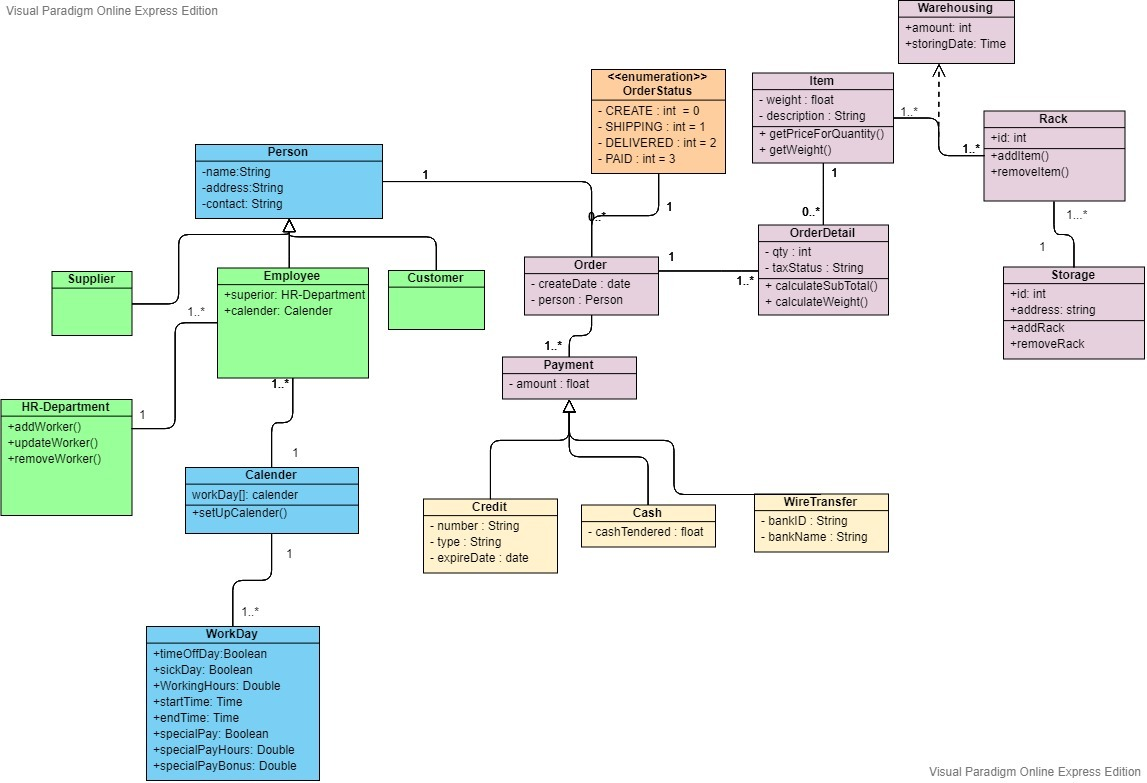 Visual Paradigm Online Express Edition
Warehousing
+amount: int
+storingDate: Time
<<enumeration>>
OrderStatus
- CREATE : int  = 0
- SHIPPING : int = 1
- DELIVERED : int = 2
- PAID : int = 3
Item
- weight : float
- description : String
+ getPriceForQuantity()
+ getWeight()
1..*
1..*
Rack
+id: int
+addItem()
+removeItem()
Person
-name:String
-address:String
-contact: String
1
0..*
1
1
0..*
1...*
1
OrderDetail
- qty : int
- taxStatus : String
+ calculateSubTotal()
+ calculateWeight()
Order
- createDate : date
- person : Person
1
1..*
Storage
+id: int
+address: string
+addRack
+removeRack
Supplier
Employee
+superior: HR-Department
+calender: Calender
Customer
1..*
1
1..*
1
1..*
Payment
- amount : float
HR-Department
+addWorker()
+updateWorker()
+removeWorker()
Calender
workDay[]: calender
+setUpCalender()
Credit
- number : String
- type : String
- expireDate : date
Cash
- cashTendered : float
WireTransfer
- bankID : String
- bankName : String
1
1..*
WorkDay
+timeOffDay:Boolean
+sickDay: Boolean
+WorkingHours: Double
+startTime: Time
+endTime: Time
+specialPay: Boolean
+specialPayHours: Double
+specialPayBonus: Double
Visual Paradigm Online Express Edition